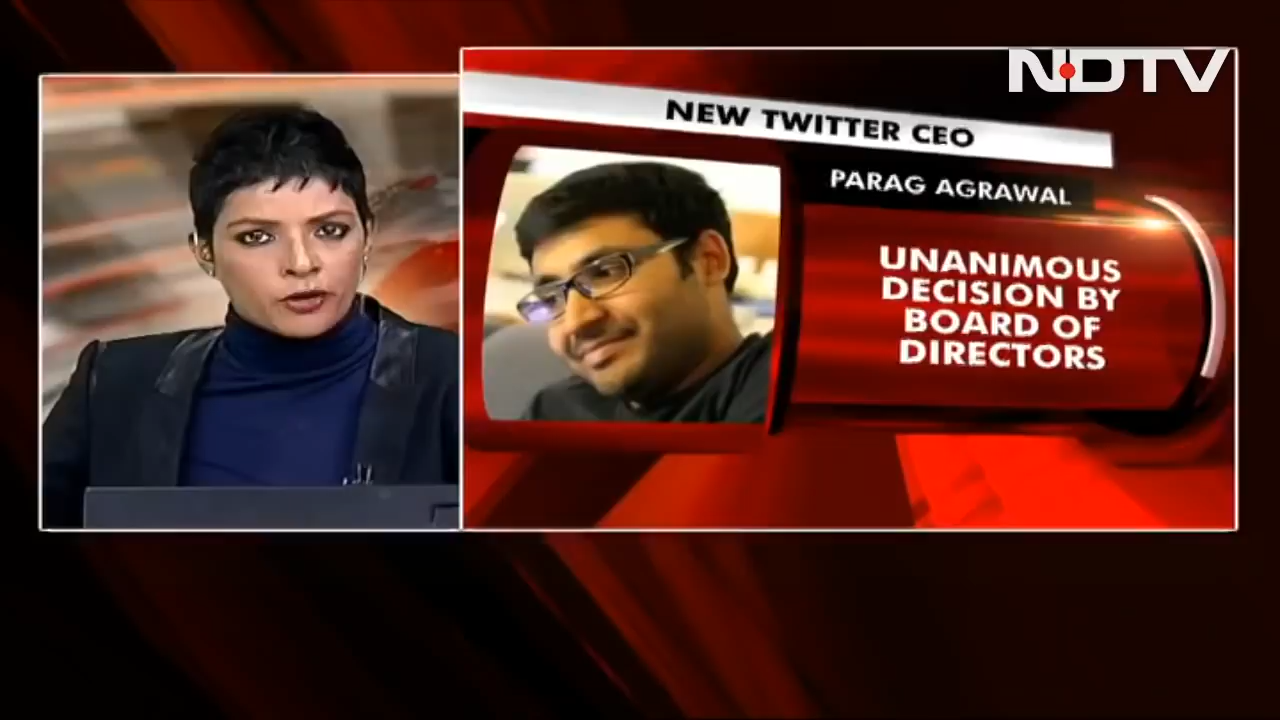 NDTV
NEW TWITTER CEO
PARAG AGRAWAL
UNANIMOUS
DECISION BY
BOARD OF
DIRECTORS